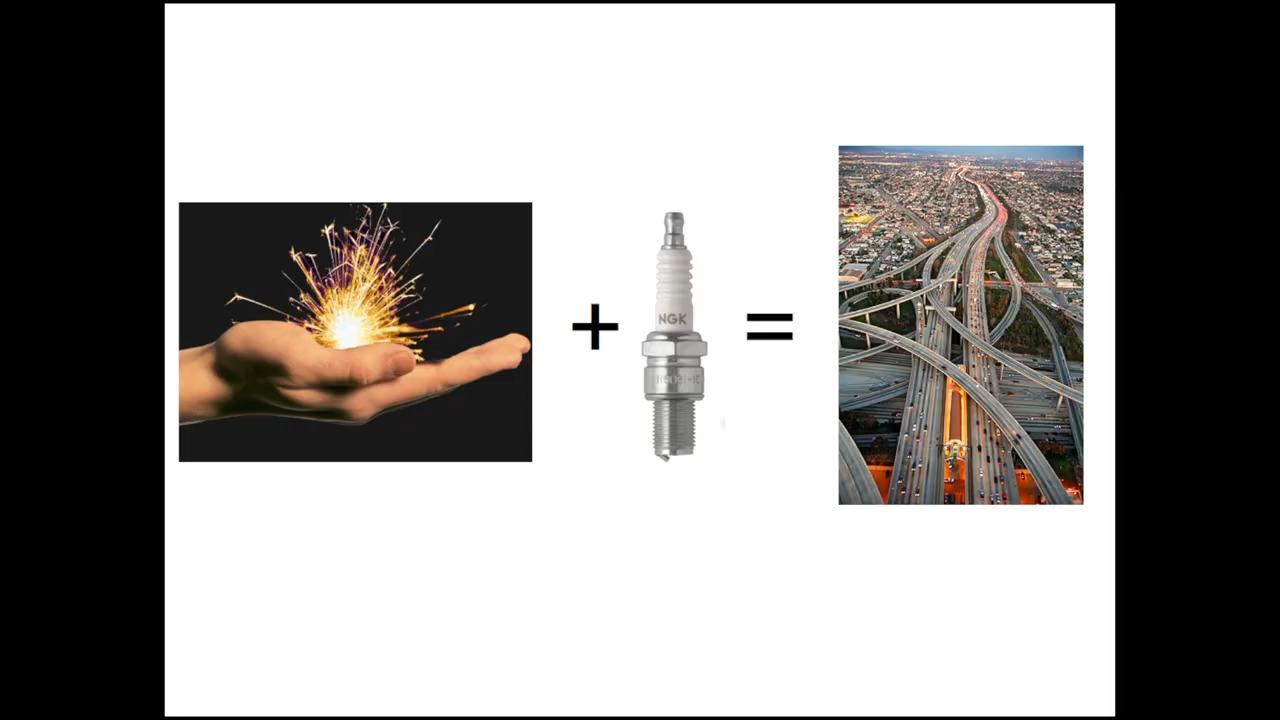 +
NGK
=